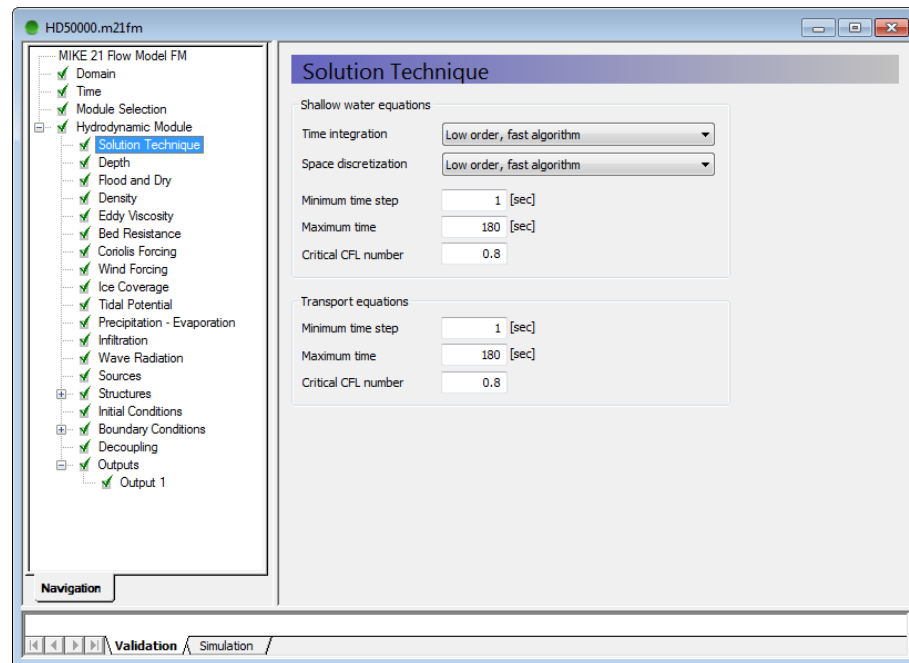 HD50000.m21fm
MIKE 21 Flow Model FM
Domain
Time
Module Selection
Hydrodynamic Module
Solution Technique
Depth
Flood and Dry
Density
Eddy Viscosity
Bed Resistance
Coriolis Forcing
Wind Forcing
Ice Coverage
Tidal Potential
Precipitation - Evaporation
Infiltration
Wave Radiation
Sources
Structures
Initial Conditions
Boundary Conditions
Decoupling
Outputs
Output 1
Navigation
Solution Technique
Shallow water equations
Time integration Low order, fast algorithm
Space discretization Low order, fast algorithm
Minimum time step 1 [sec]
Maximum time 180 [sec]
Critical CFL number 0.8
Transport equations
Minimum time step 1 [sec]
Maximum time 180 [sec]
Critical CFL number 0.8
Validation Simulation